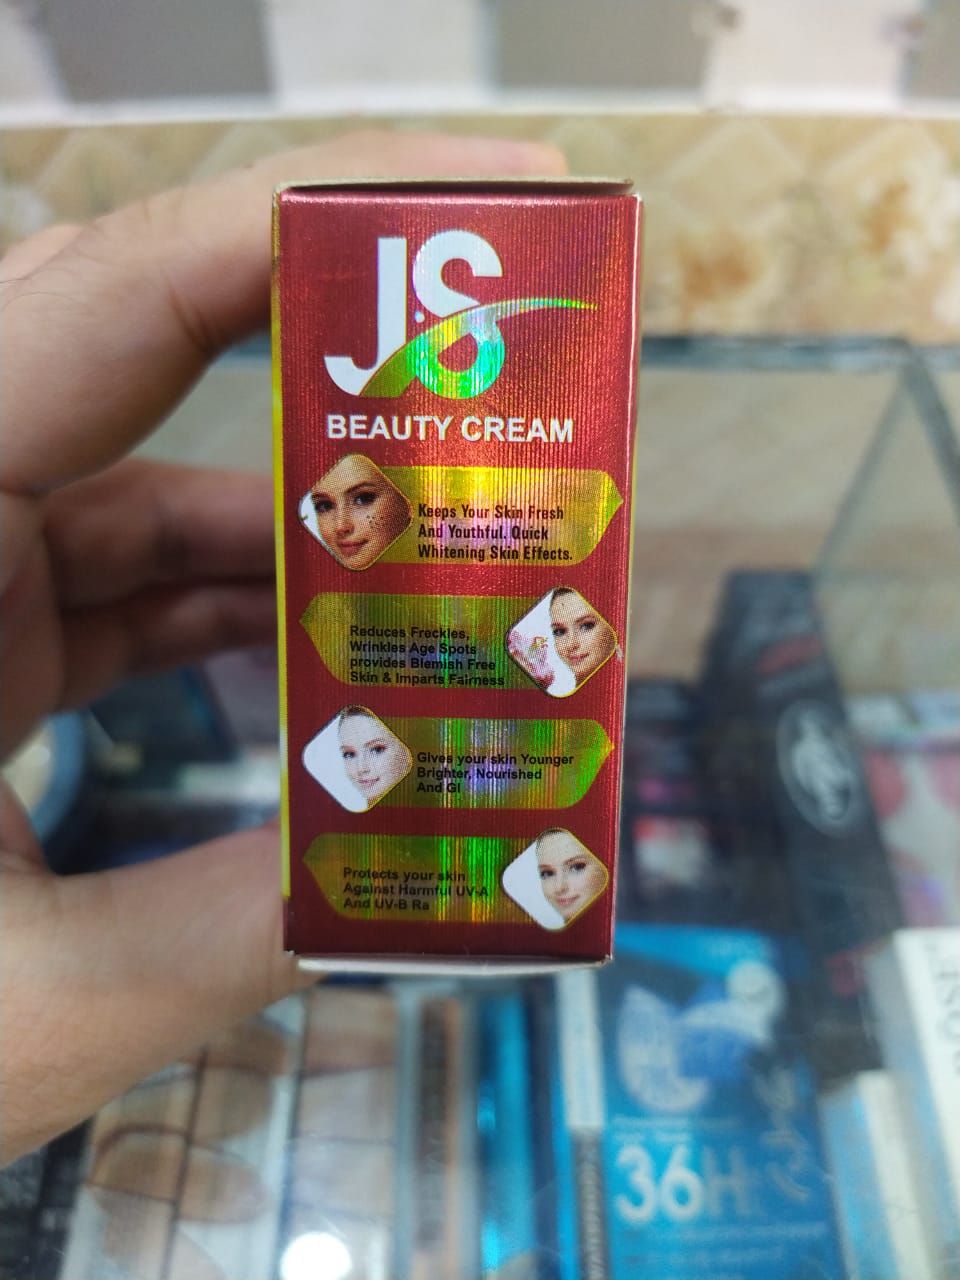 JS
BEAUTY CREAM
Keeps Your Skin Fresh
And Youthful. Quick
Whitening Skin Effects.
Reduces Freckles,
Wrinkles Age Spots
provides Blemish Free
Skin & Imparts Fairness
Gives your skin Younger
Brighter, Nourished
And Gl
Protects your skin
Against Harmful UV-A
And UV-B Ra
36H